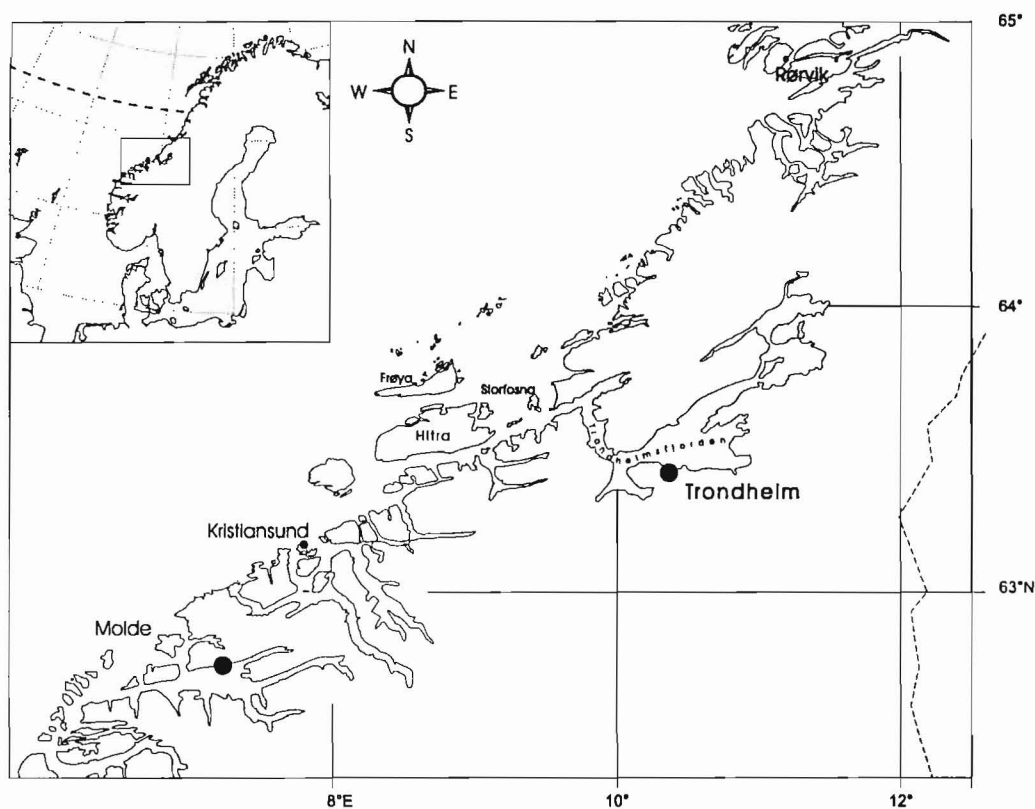 65°
N
W E
S
Rørvik
64°
Frøya
Storfosna
Hitra
Trondheimsfjorden
Trondheim
Kristiansund
63°N
Molde
8°E
10°
12°